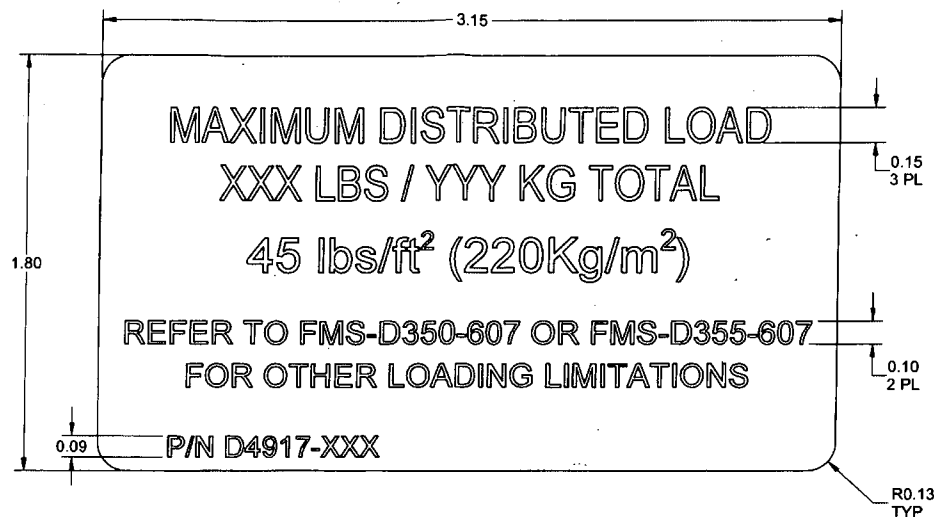 3.15
MAXIMUM DISTRIBUTED LOAD
XXX LBS / YYY KG TOTAL
45 lbs/ft² (220Kg/m²)
REFER TO FMS-D350-607 OR FMS-D355-607
FOR OTHER LOADING LIMITATIONS
P/N D4917-XXX
1.80
0.09
0.15
3 PL
0.10
2 PL
R0.13
TYP